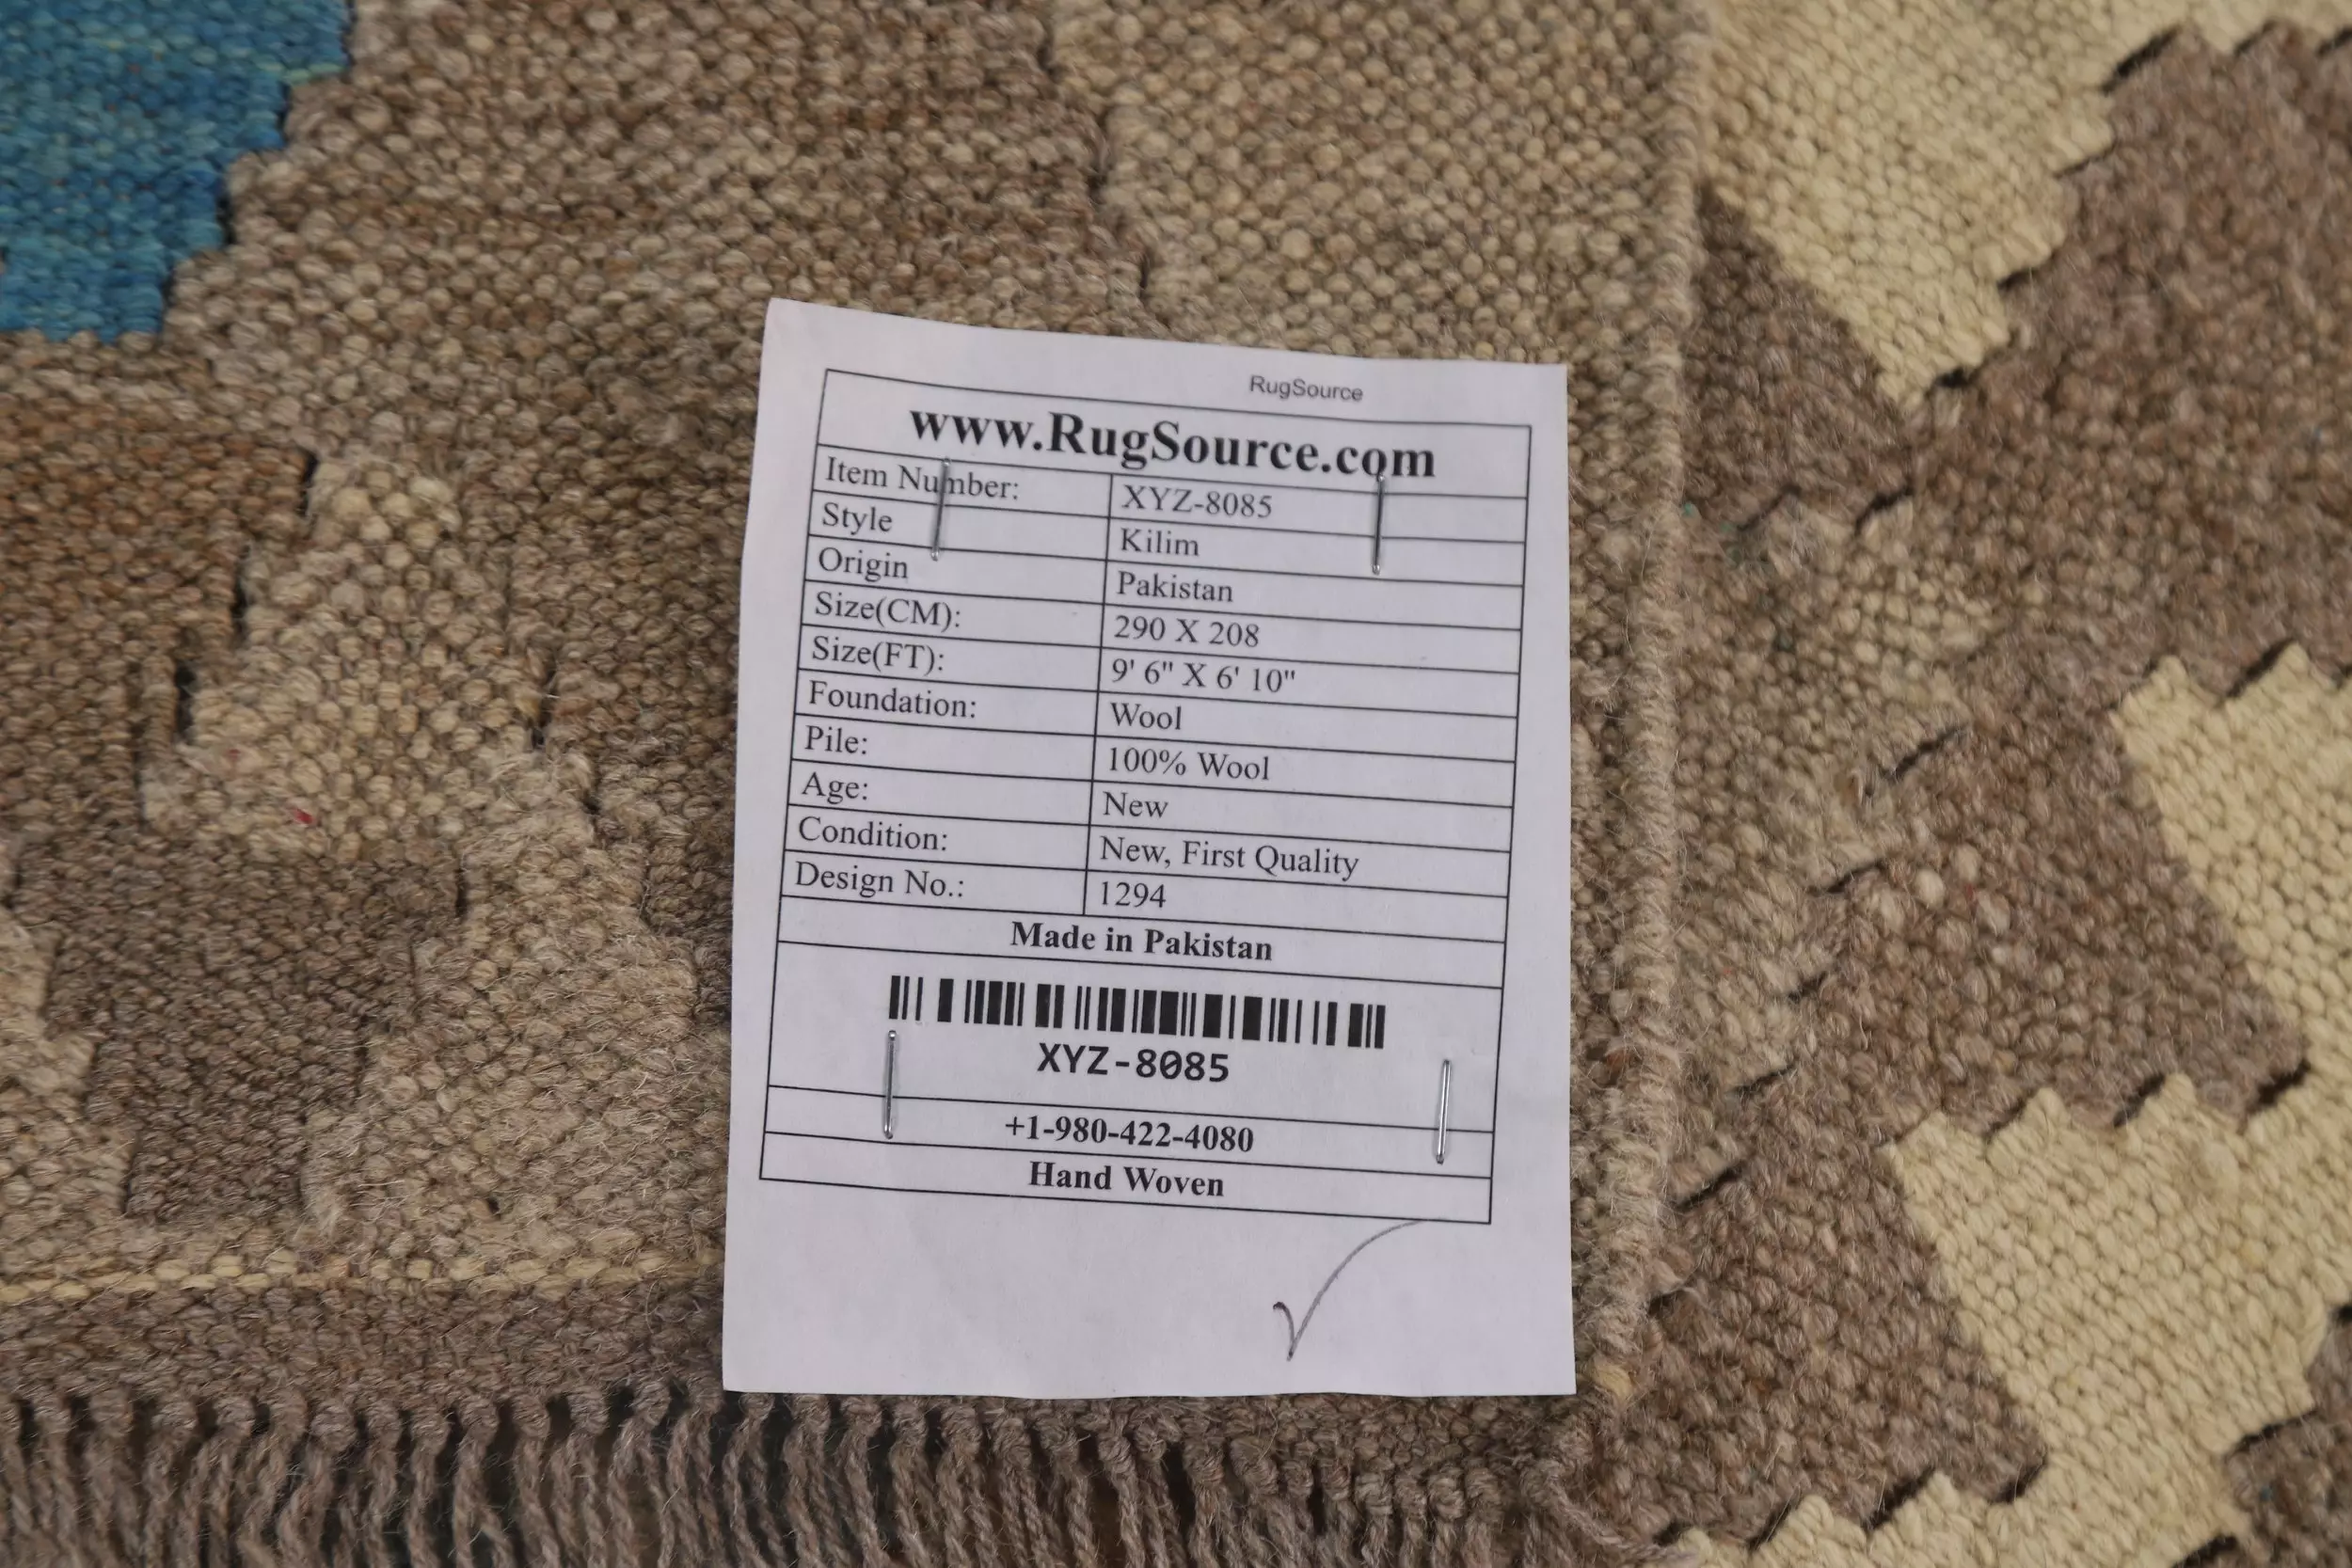 RugSource
www.RugSource.com
Item Number: XYZ-8085
Style Kilim
Origin Pakistan
Size(CM): 290 X 208
Size(FT): 9' 6" X 6' 10"
Foundation: Wool
Pile: 100% Wool
Age: New
Condition: New, First Quality
Design No.: 1294
Made in Pakistan
XYZ-8085
+1-980-422-4080
Hand Woven